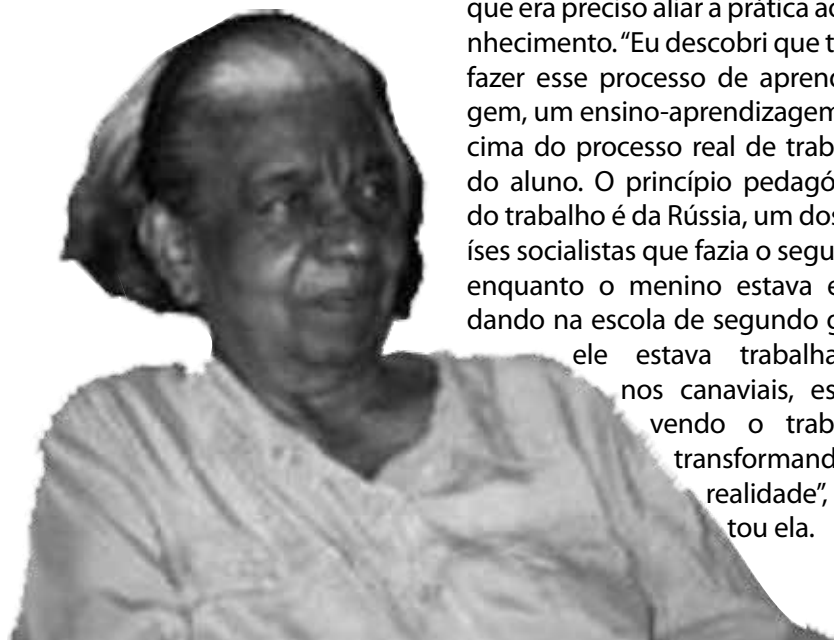 que era preciso aliar a prática ao
nhecimento. “Eu descobri que t
fazer esse processo de apren
gem, um ensino-aprendizagem
cima do processo real de trab
do aluno. O princípio pedagó
do trabalho é da Rússia, um dos
íses socialistas que fazia o segu
enquanto o menino estava e
dando na escola de segundo g
ele estava trabalha
nos canaviais, es
vendo o trab
transformand
realidade”,
tou ela.